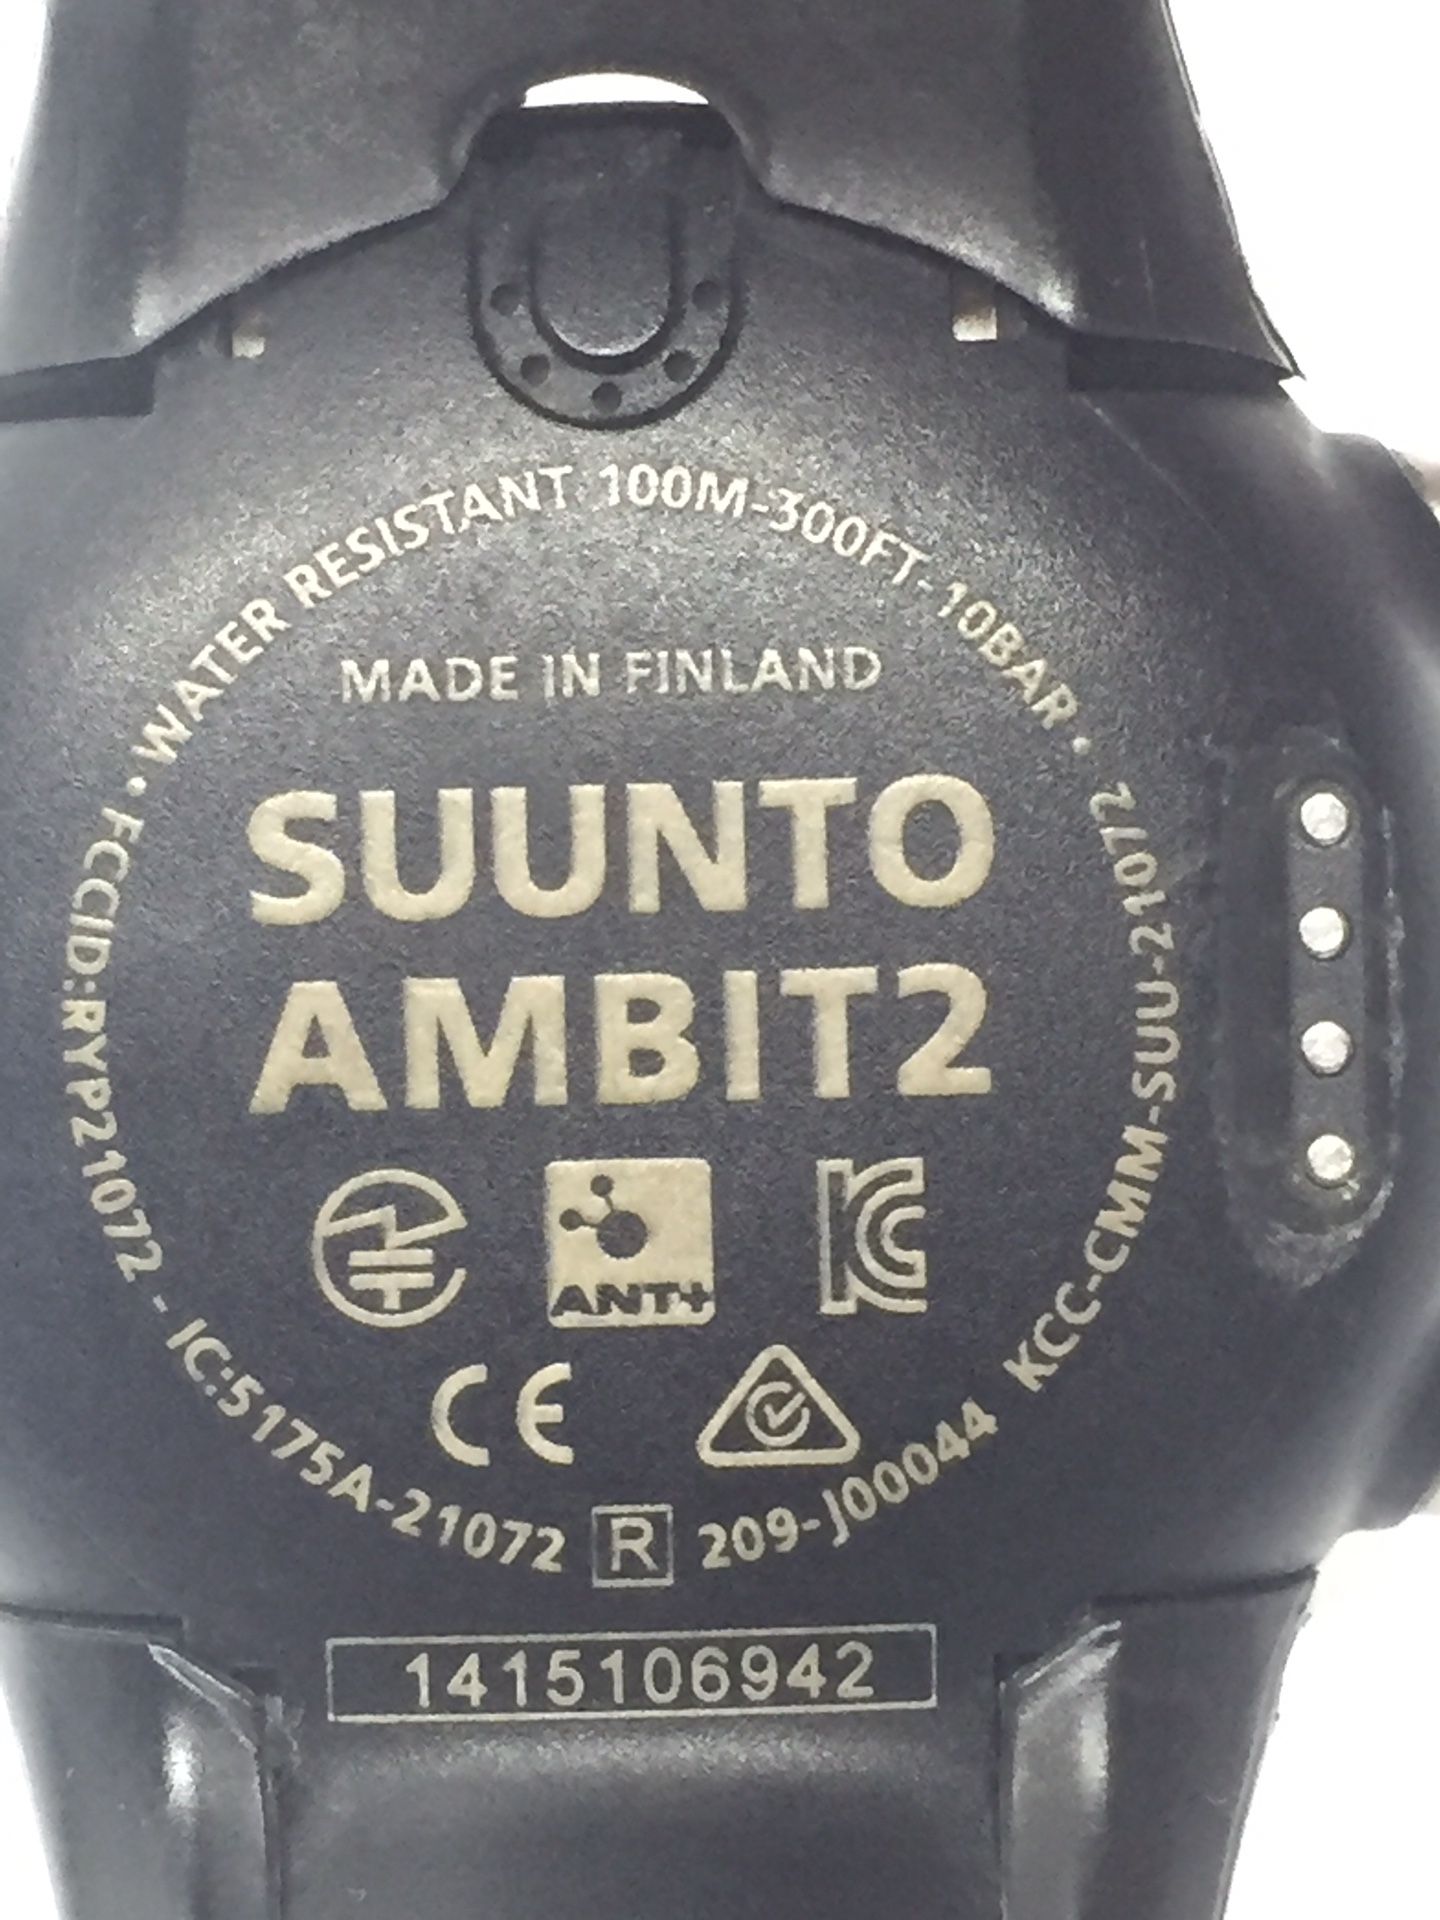 • WATER RESISTANT 100M-300FT-10BAR •
MADE IN FINLAND
SUUNTO
AMBIT2
ANT+
CE
FCCID:RYP21072 - IC:5175A-21072
R 209-J00044
KCC-CMM-SUU-21072
1415106942